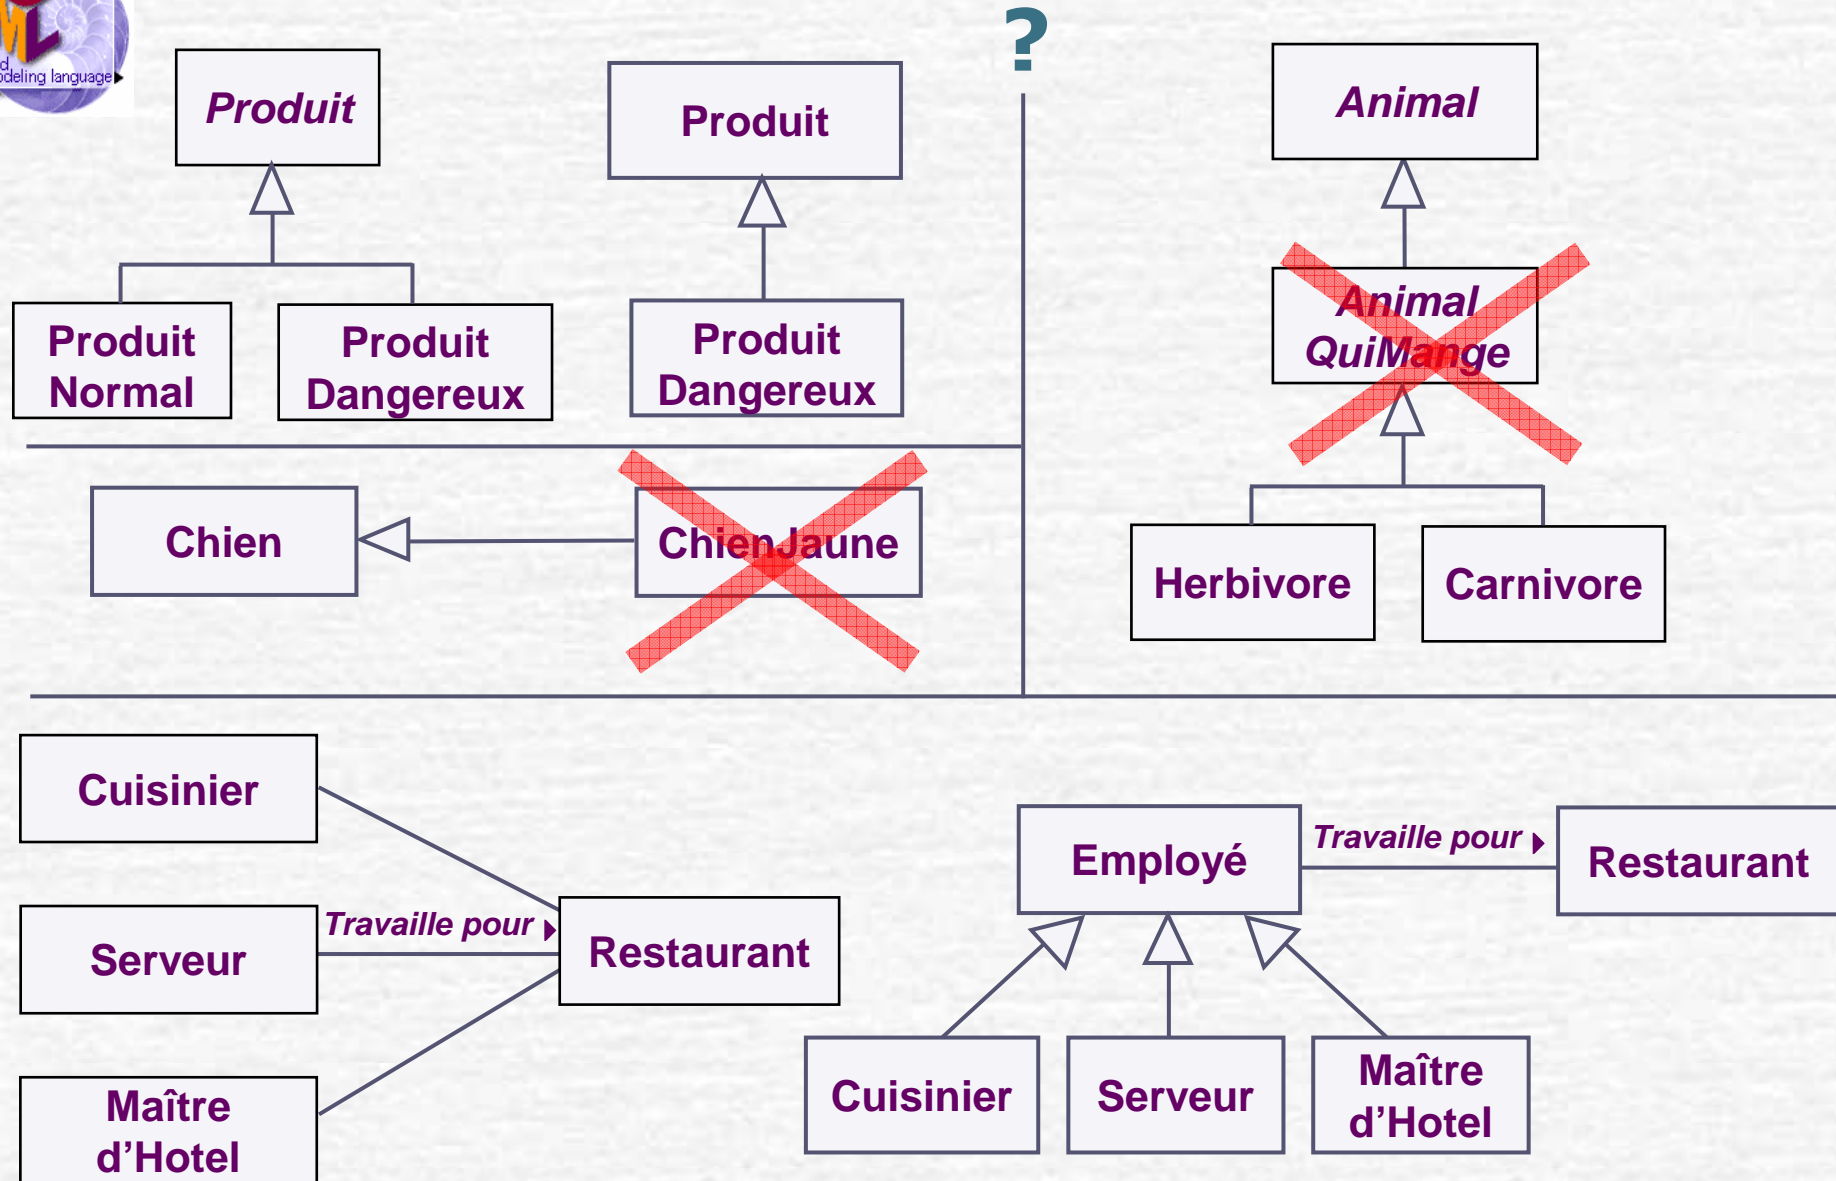 ?
deling language
Produit
Produit
Animal
Produit
Normal
Produit
Dangereux
Produit
Dangereux
Animal
QuiMange
Chien
ChienJaune
Herbivore
Carnivore
Cuisinier
Serveur
Maître
d’Hotel
Travaille pour
Restaurant
Employé
Travaille pour
Restaurant
Cuisinier
Serveur
Maître
d’Hotel